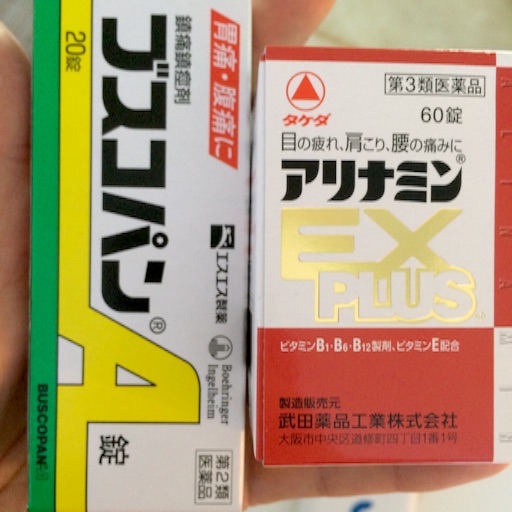 胃痛・腹痛に
鎮痛鎮痙剤
ブスコパン®
A錠
20錠
エスエス製薬
Boehringer
Ingelheim
第2類
医薬品
BUSCOPAN
タケダ
第3類医薬品
60錠
目の疲れ、肩こり、腰の痛みに
アリナミン®
EX
PLUS
ビタミンB1・B6・B12製剤、ビタミンE配合
製造販売元
武田薬品工業株式会社
大阪市中央区道修町四丁目1番1号